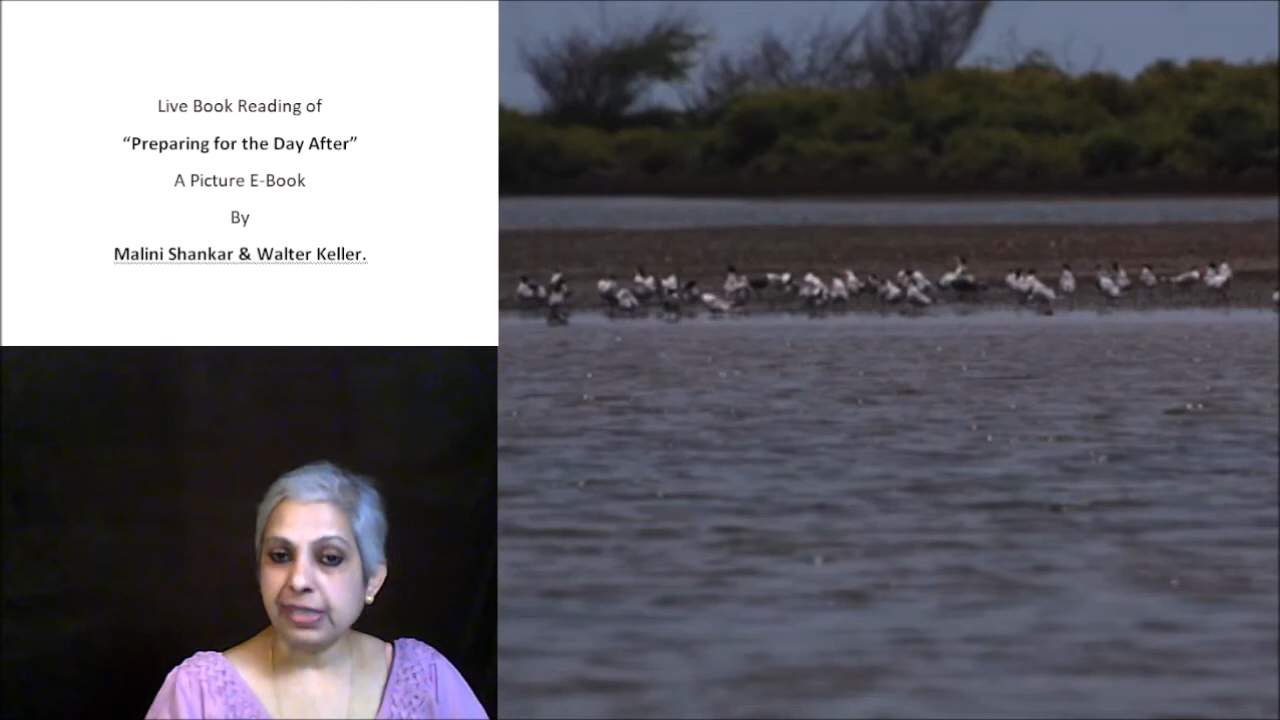 Live Book Reading of
“Preparing for the Day After”
A Picture E-Book
By
Malini Shankar & Walter Keller.